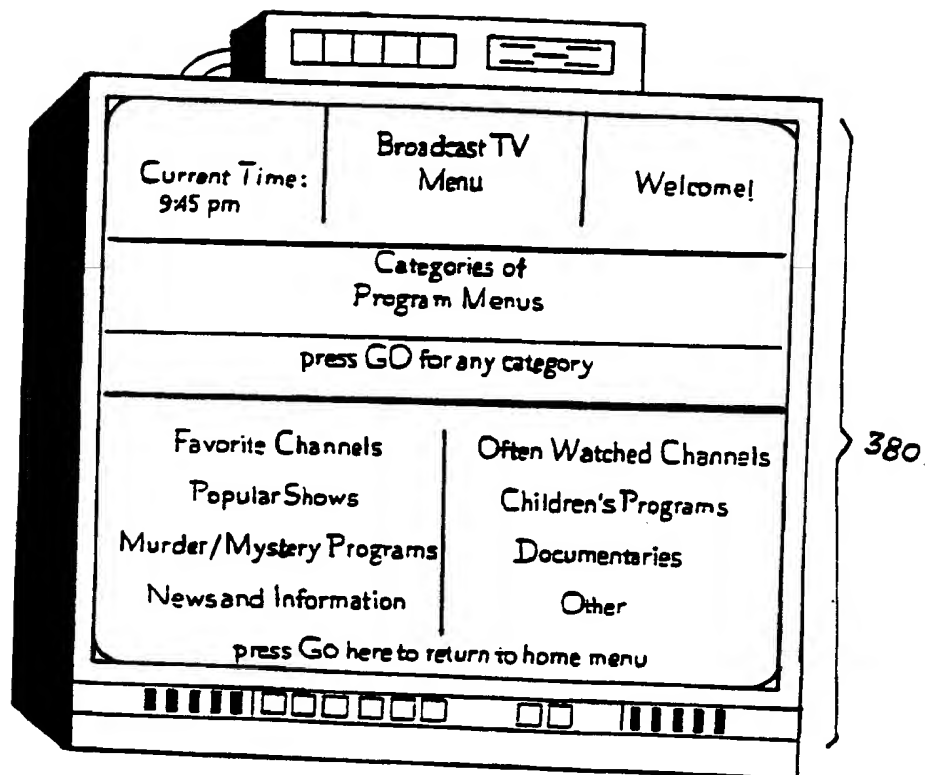 Current Time:
9:45 pm
Broadcast TV
Menu
Welcome!
Categories of
Program Menus
press GO for any category
Favorite Channels
Popular Shows
Murder/Mystery Programs
News and Information
Often Watched Channels
Children's Programs
Documentaries
Other
press Go here to return to home menu
380